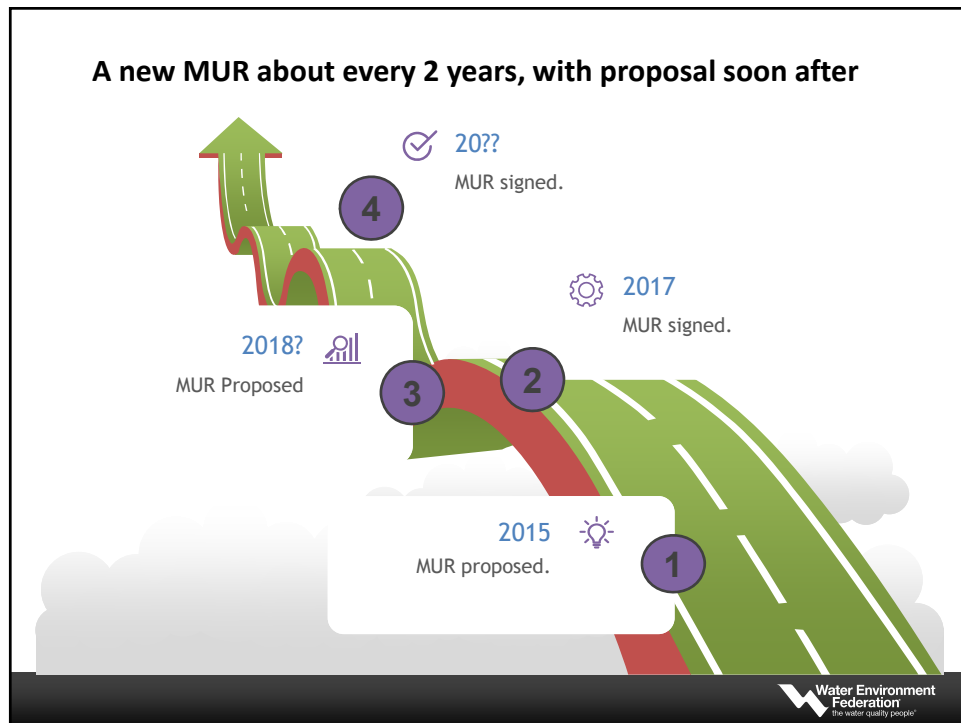 A new MUR about every 2 years, with proposal soon after
20??
MUR signed.
4
2017
MUR signed.
2018?
MUR Proposed
3
2
2015
MUR proposed.
1
Water Environment
Federation
the water quality people®